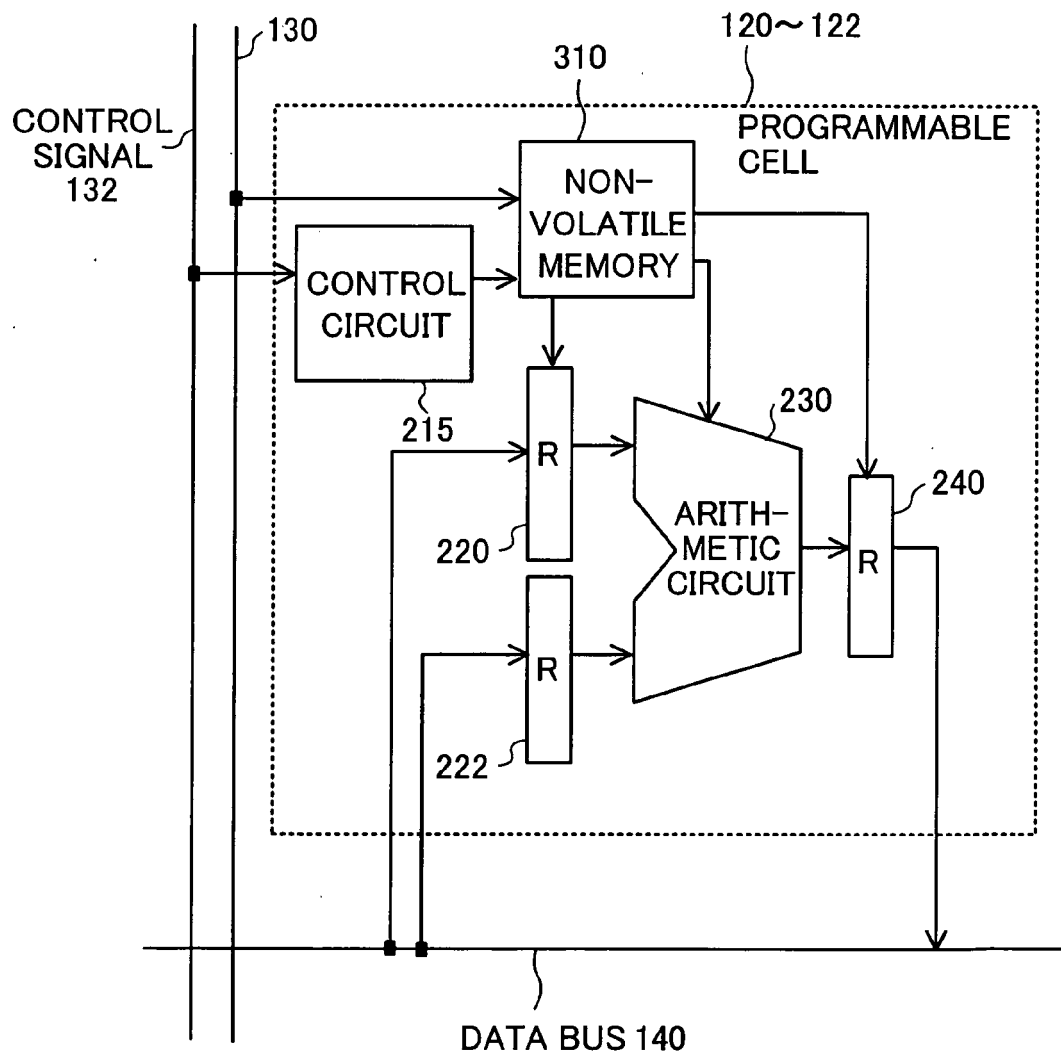 130
120~122
310
CONTROL
SIGNAL
132
PROGRAMMABLE
CELL
NON-
VOLATILE
MEMORY
CONTROL
CIRCUIT
215
230
R
240
220
ARITH-
METIC
CIRCUIT
R
R
222
DATA BUS 140